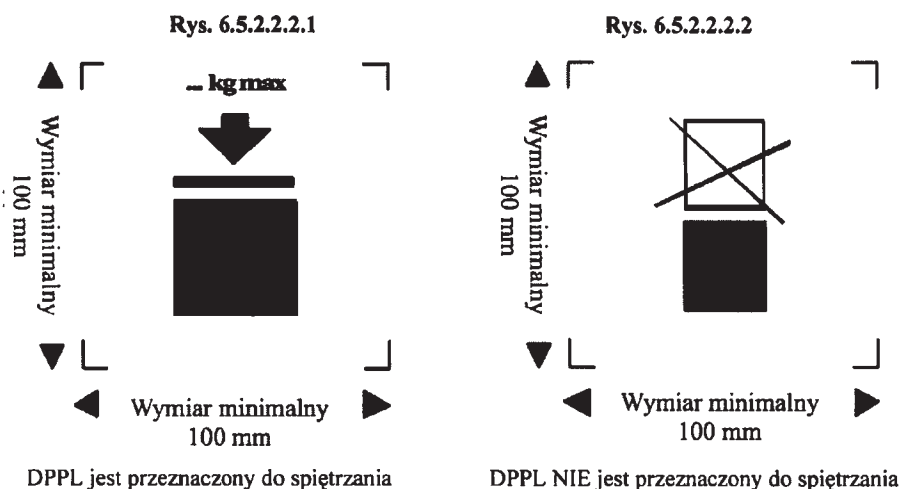 Rys. 6.5.2.2.2.1
... kg max
Wymiar minimalny
100 mm
Wymiar minimalny
100 mm
DPPL jest przeznaczony do spiętrzania
Rys. 6.5.2.2.2.2
Wymiar minimalny
100 mm
Wymiar minimalny
100 mm
DPPL NIE jest przeznaczony do spiętrzania